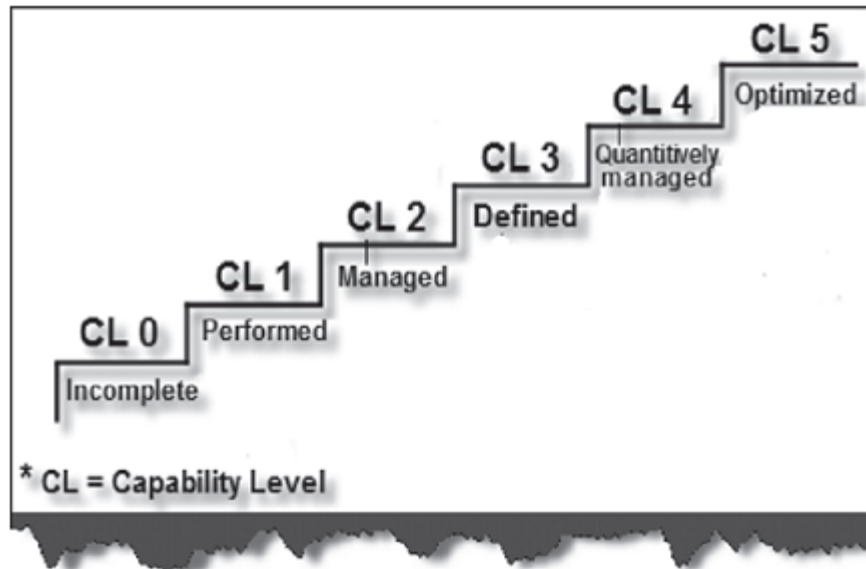 CL 5
Optimized
CL 4
Quantitively
managed
CL 3
Defined
CL 2
Managed
CL 1
Performed
CL 0
Incomplete
* CL = Capability Level